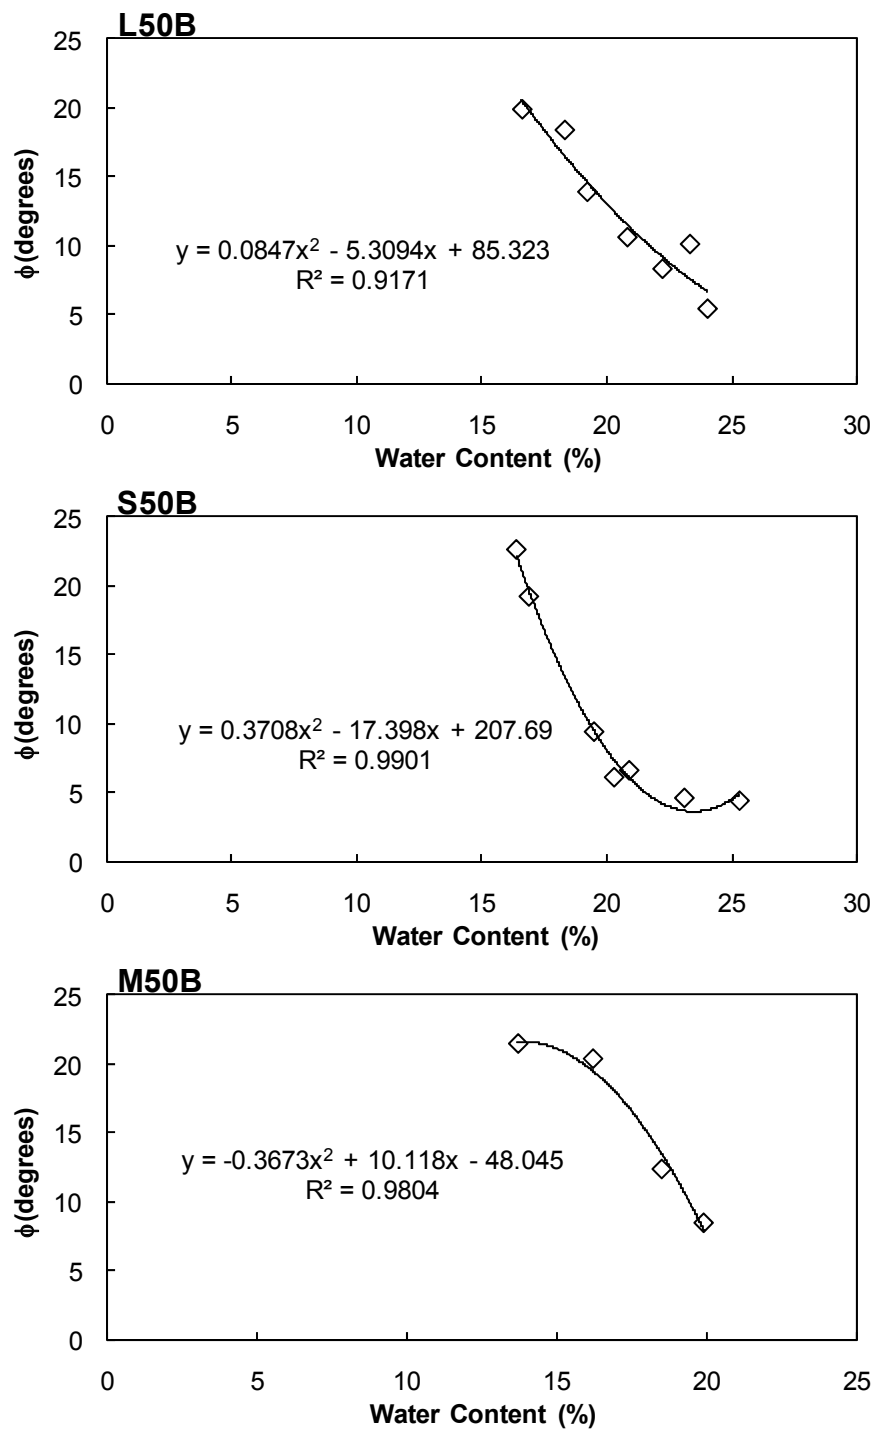 L50B
25
20
15
10
5
0
ϕ(degrees)
y = 0.0847x² - 5.3094x + 85.323
R² = 0.9171
0 5 10 15 20 25 30
Water Content (%)
S50B
25
20
15
10
5
0
ϕ(degrees)
y = 0.3708x² - 17.398x + 207.69
R² = 0.9901
0 5 10 15 20 25 30
Water Content (%)
M50B
25
20
15
10
5
0
ϕ(degrees)
y = -0.3673x² + 10.118x - 48.045
R² = 0.9804
0 5 10 15 20 25
Water Content (%)